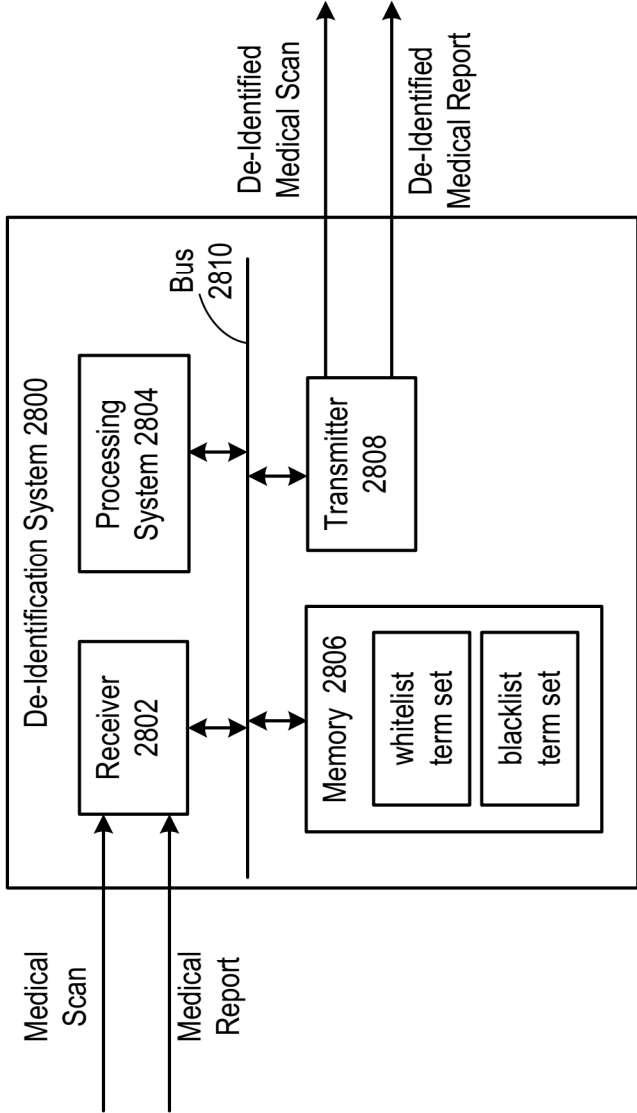 De-Identification System 2800
Medical
Scan
Medical
Report
Receiver
2802
Processing
System 2804
Bus
2810
Memory 2806
whitelist
term set
blacklist
term set
Transmitter
2808
De-Identified
Medical Scan
De-Identified
Medical Report